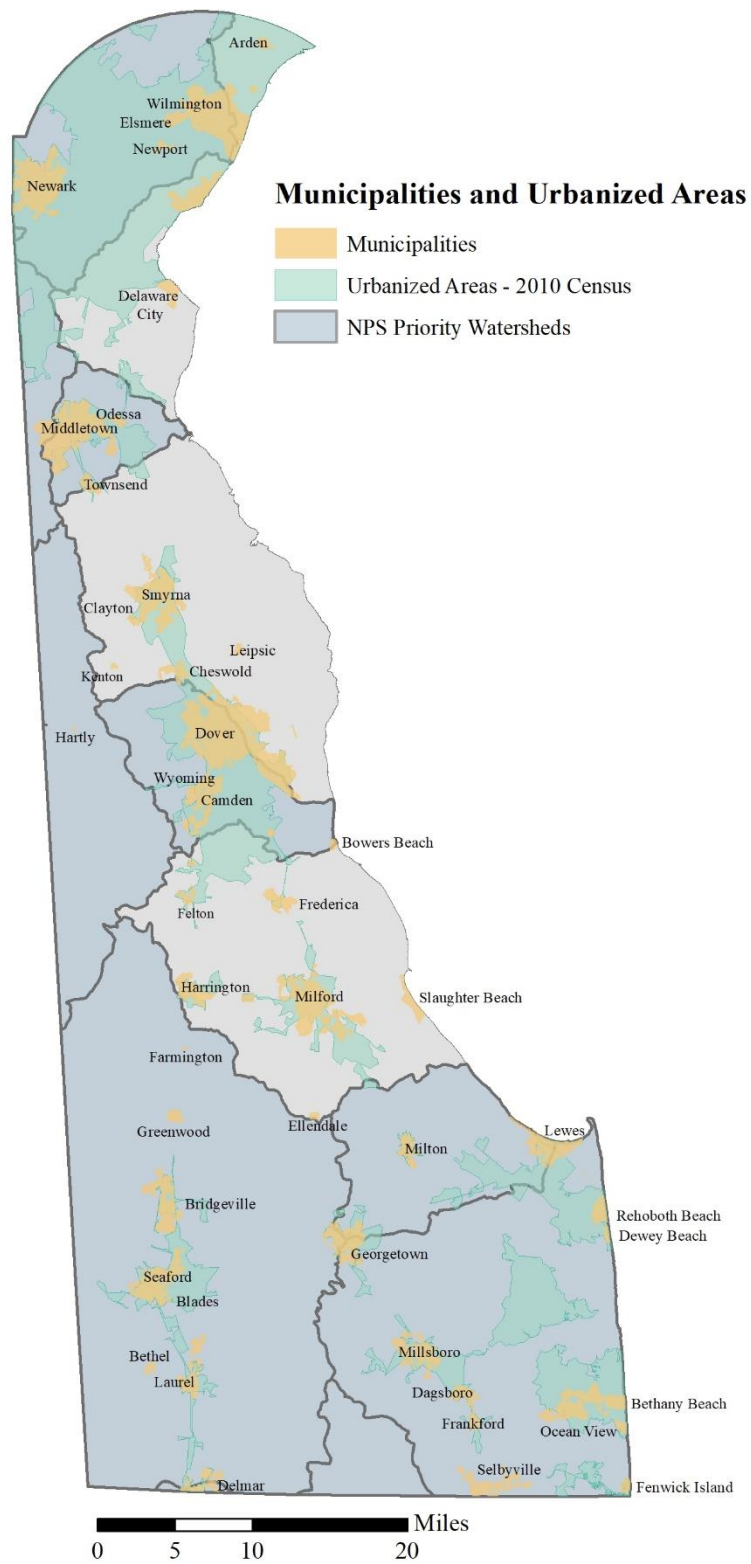 Arden
Wilmington
Elsmere
Newport
Newark
Municipalities and Urbanized Areas
Municipalities
Urbanized Areas - 2010 Census
NPS Priority Watersheds
Delaware
City
Odessa
Middletown
Townsend
Smyrna
Clayton
Leipsic
Kenton
Cheswold
Hartly
Dover
Wyoming
Camden
Bowers Beach
Felton
Frederica
Harrington
Milford
Slaughter Beach
Farmington
Greenwood
Ellendale
Lewes
Milton
Bridgeville
Rehoboth Beach
Dewey Beach
Georgetown
Seaford
Blades
Millsboro
Bethel
Laurel
Dagsboro
Bethany Beach
Frankford
Ocean View
Selbyville
Delmar
Fenwick Island
Miles
0 5 10 20